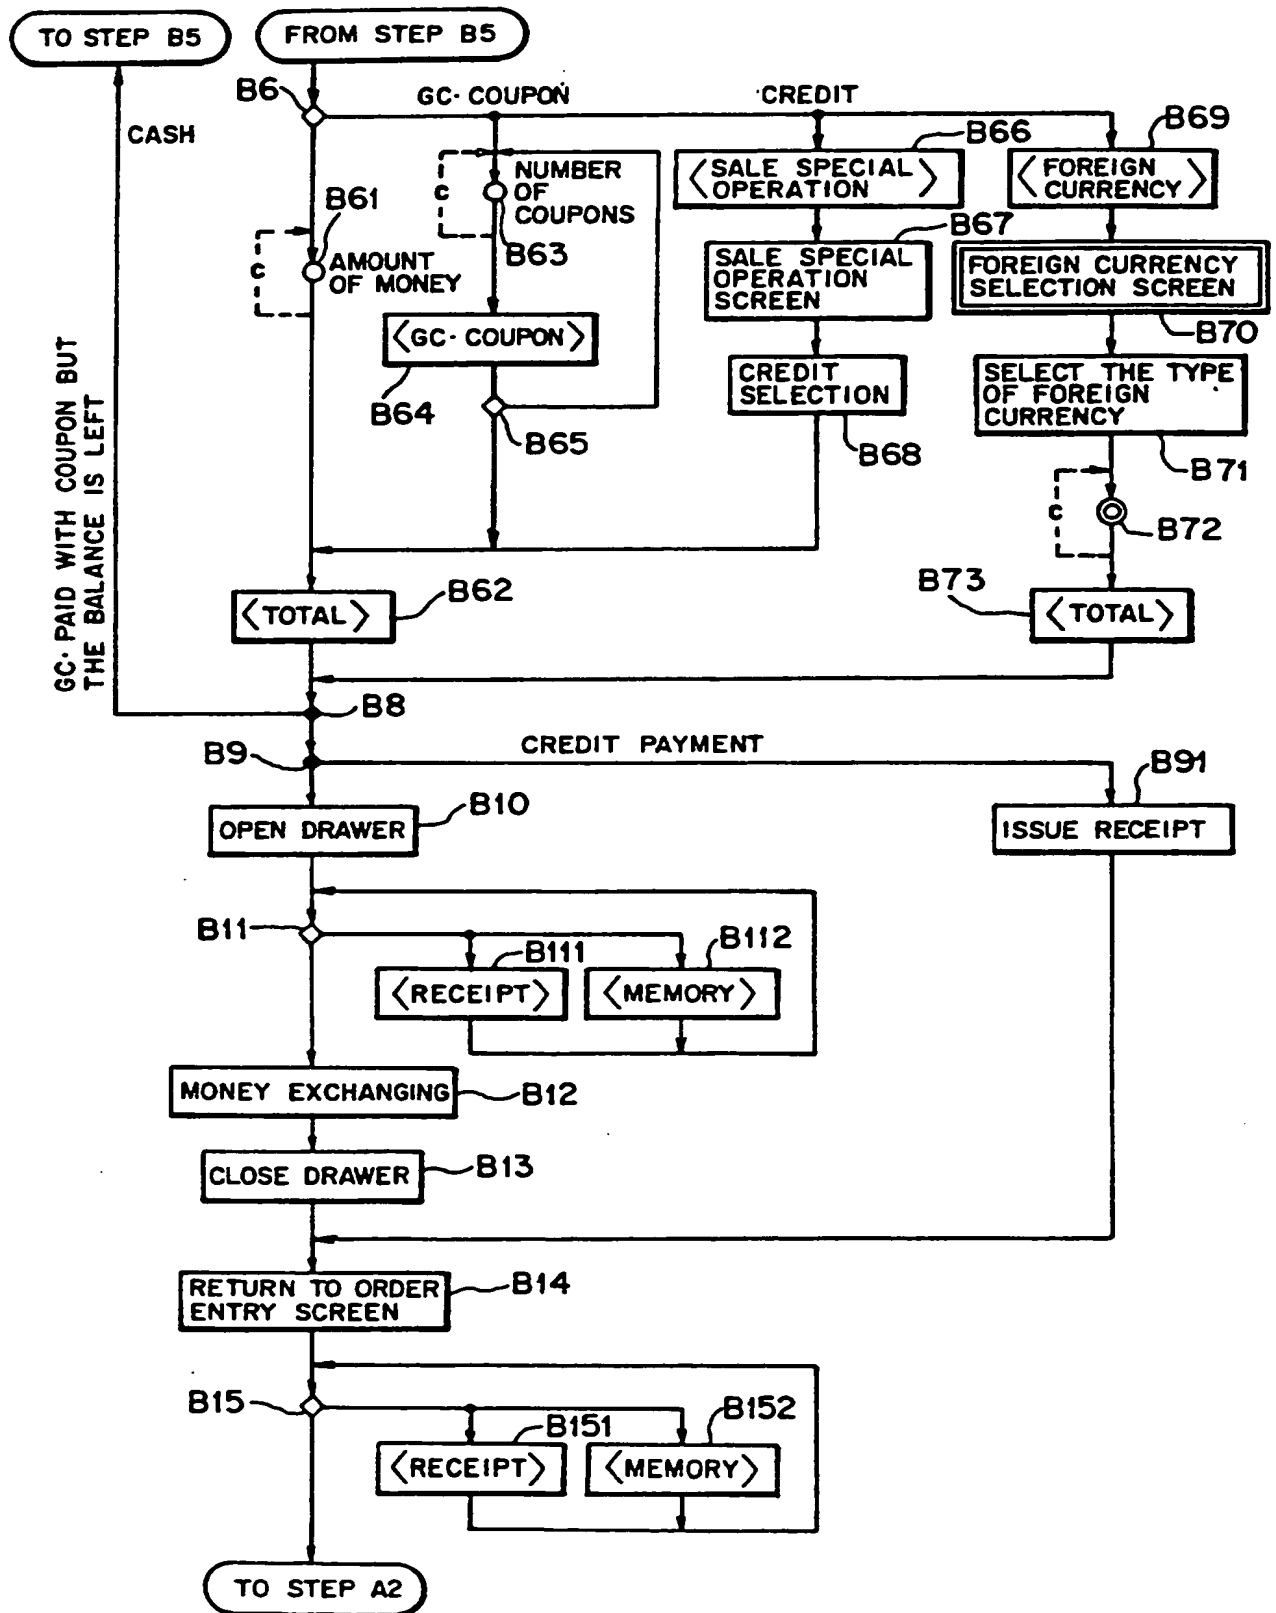 TO STEP B5
FROM STEP B5
B6
GC· COUPON
CREDIT
B69
CASH
B66
<SALE SPECIAL
OPERATION>
<FOREIGN
CURRENCY>
B61
C
NUMBER
OF
COUPONS
B63
B67
C
AMOUNT
OF MONEY
SALE SPECIAL
OPERATION
SCREEN
FOREIGN CURRENCY
SELECTION SCREEN
B70
<GC· COUPON>
B64
B65
CREDIT
SELECTION
B68
SELECT THE TYPE
OF FOREIGN
CURRENCY
B71
C
B72
GC· PAID WITH COUPON BUT
THE BALANCE IS LEFT
<TOTAL>
B62
B73
<TOTAL>
B8
B9
CREDIT PAYMENT
B91
B10
OPEN DRAWER
ISSUE RECEIPT
B11
B111
B112
<RECEIPT>
<MEMORY>
MONEY EXCHANGING
B12
CLOSE DRAWER
B13
RETURN TO ORDER
ENTRY SCREEN
B14
B15
B151
B152
<RECEIPT>
<MEMORY>
TO STEP A2